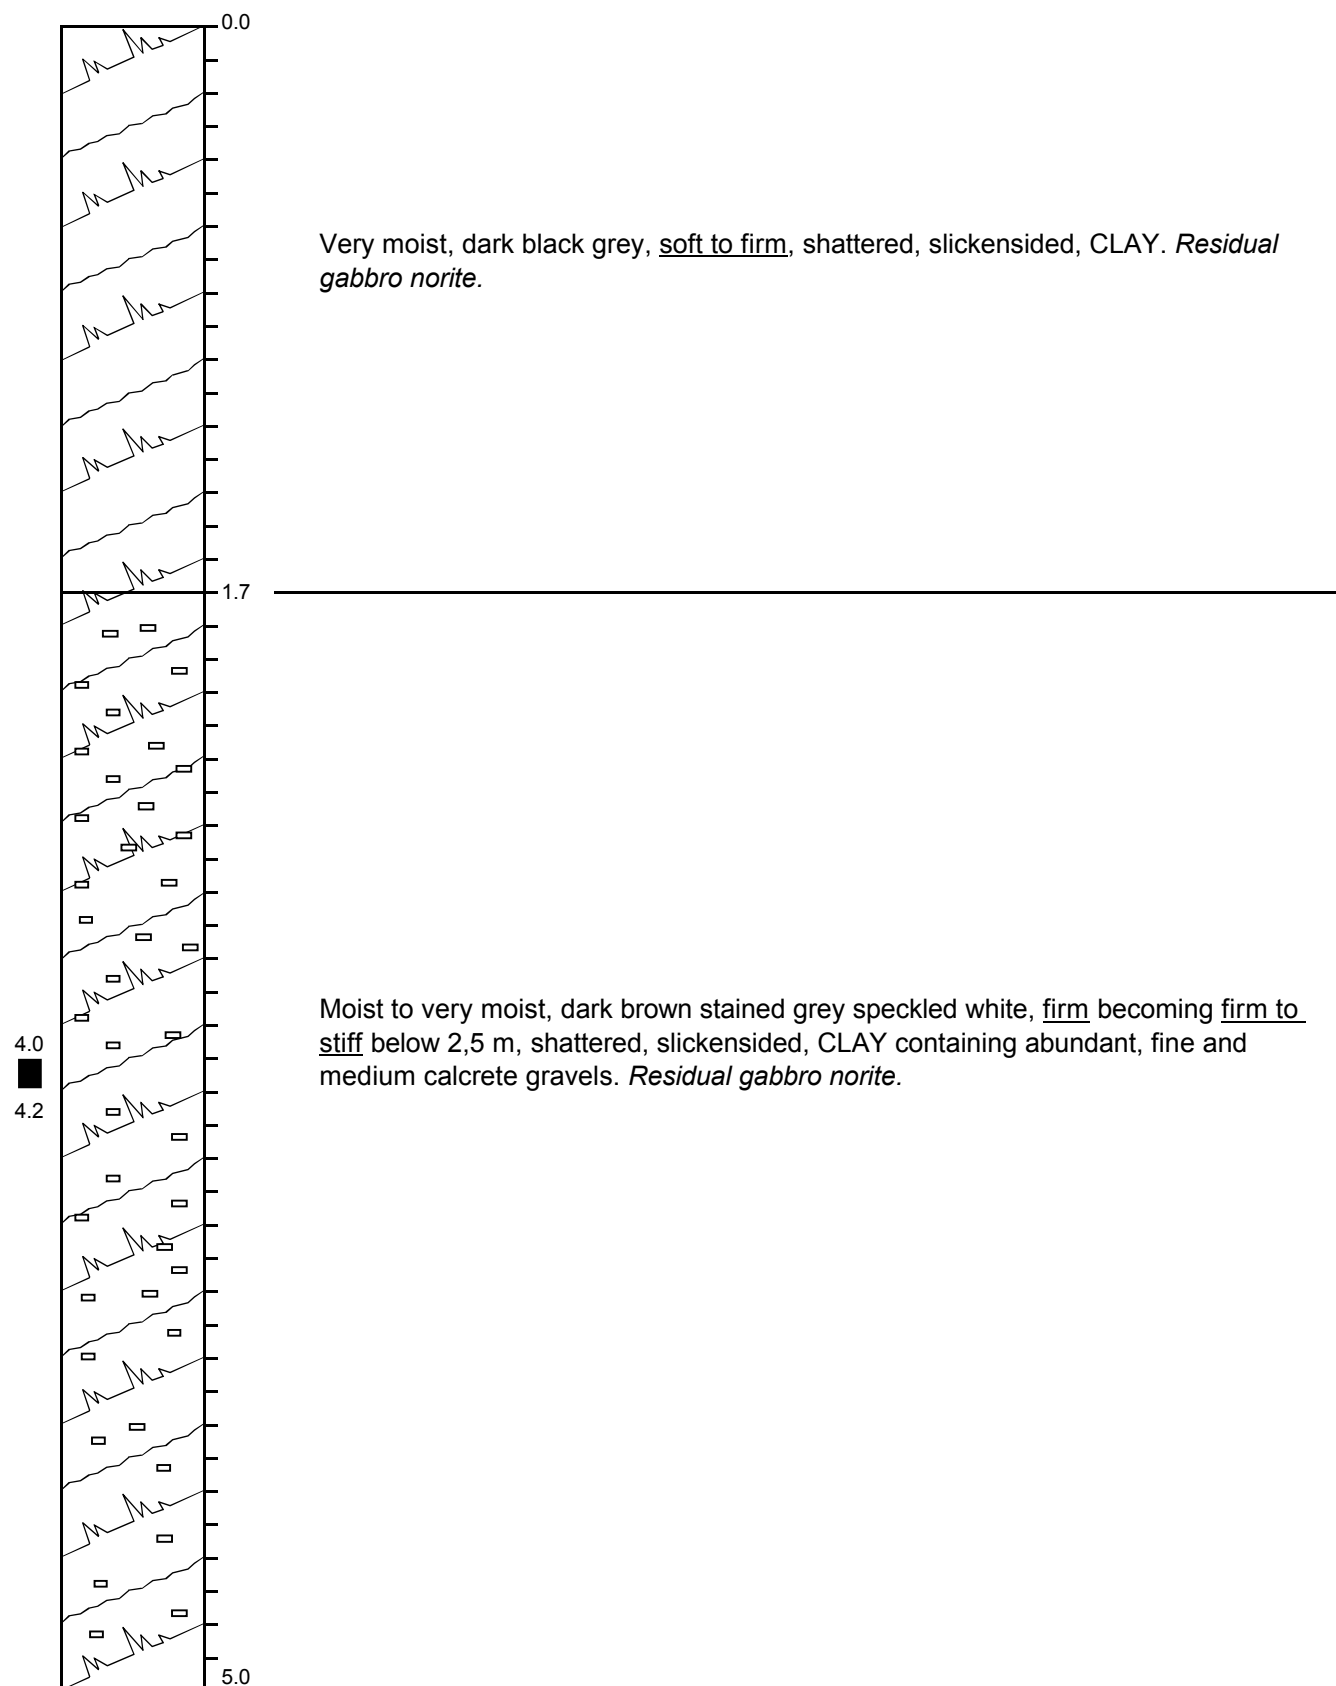 0.0
Very moist, dark black grey, soft to firm, shattered, slickensided, CLAY. Residual
gabbro norite.
1.7
Moist to very moist, dark brown stained grey speckled white, firm becoming firm to
stiff below 2,5 m, shattered, slickensided, CLAY containing abundant, fine and
medium calcrete gravels. Residual gabbro norite.
4.0
4.2
5.0